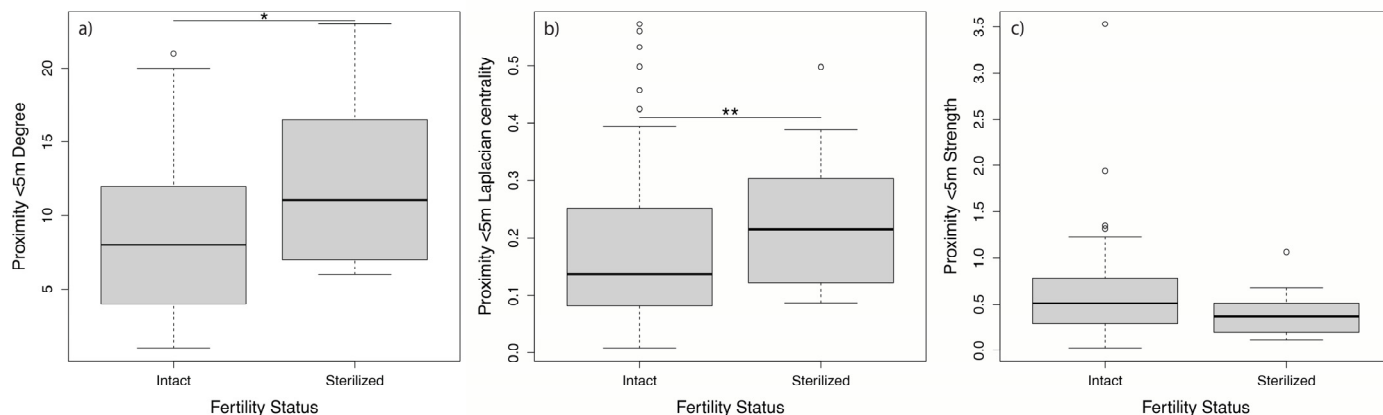 a)
*
Proximity <5m Degree
20
15
10
5
Intact
Sterilized
Fertility Status
b)
**
Proximity <5m Laplacian centrality
0.5
0.4
0.3
0.2
0.1
0.0
Intact
Sterilized
Fertility Status
c)
Proximity <5m Strength
3.5
3.0
2.5
2.0
1.5
1.0
0.5
0.0
Intact
Sterilized
Fertility Status